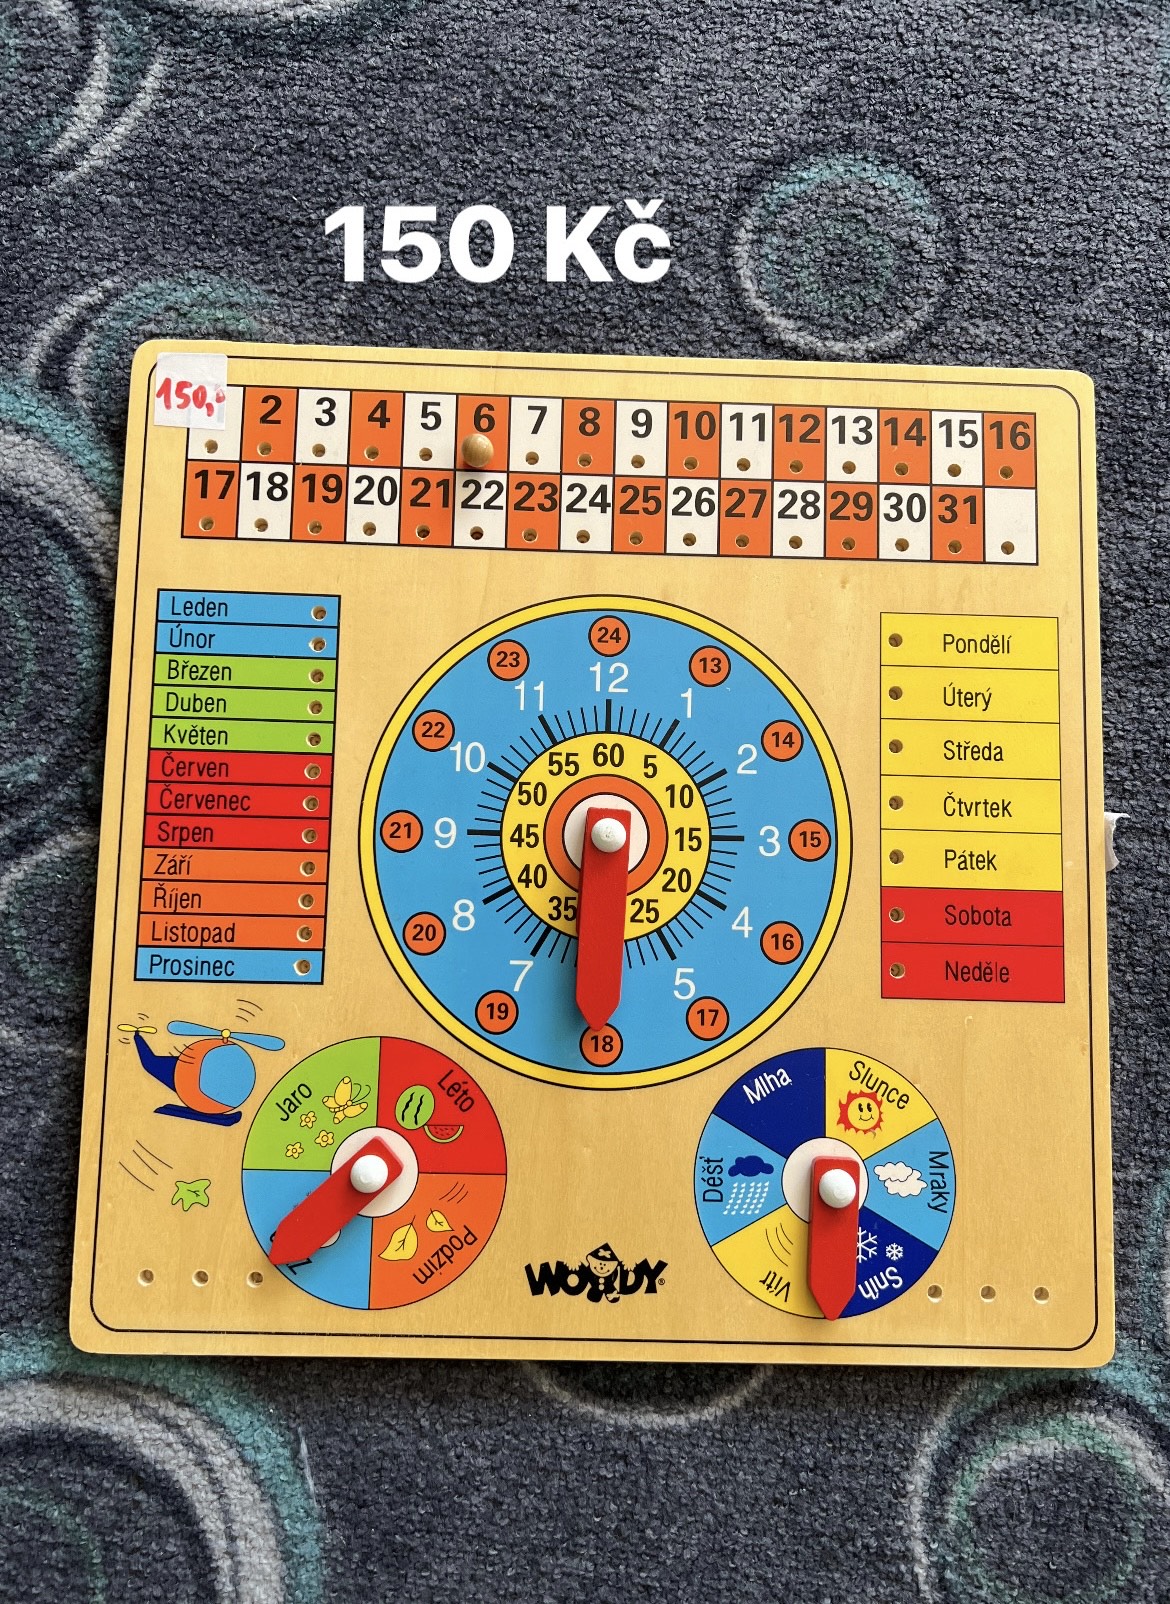 150 Kč
150,-
2 3 4 5 6 7 8 9 10 11 12 13 14 15 16
17 18 19 20 21 22 23 24 25 26 27 28 29 30 31
Leden
Únor
Březen
Duben
Květen
Červen
Červenec
Srpen
Září
Říjen
Listopad
Prosinec
24
23 13
12
11 1
22 14
10 2
60
55 5
50 10
21 9 45 15 3 15
40 20
35 25
8 4
20 16
7 5
19 17
18
Pondělí
Úterý
Středa
Čtvrtek
Pátek
Sobota
Neděle
Jaro
Léto
Podzim
WOODY®
Mlha
Slunce
Déšť
Mraky
Vítr
Sníh